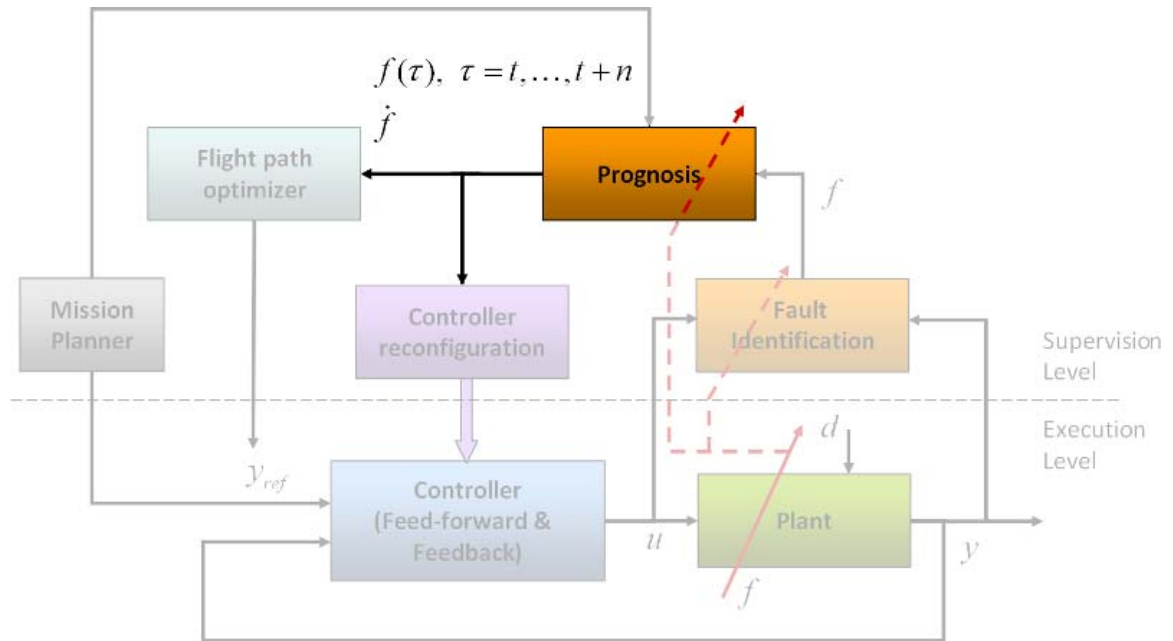 f(τ), τ = t,…,t + n
ḟ
Flight path
optimizer
Prognosis
f
Mission
Planner
Controller
reconfiguration
Fault
Identification
Supervision
Level
Execution
Level
d
y_ref
Controller
(Feed-forward &
Feedback)
u
Plant
y
f